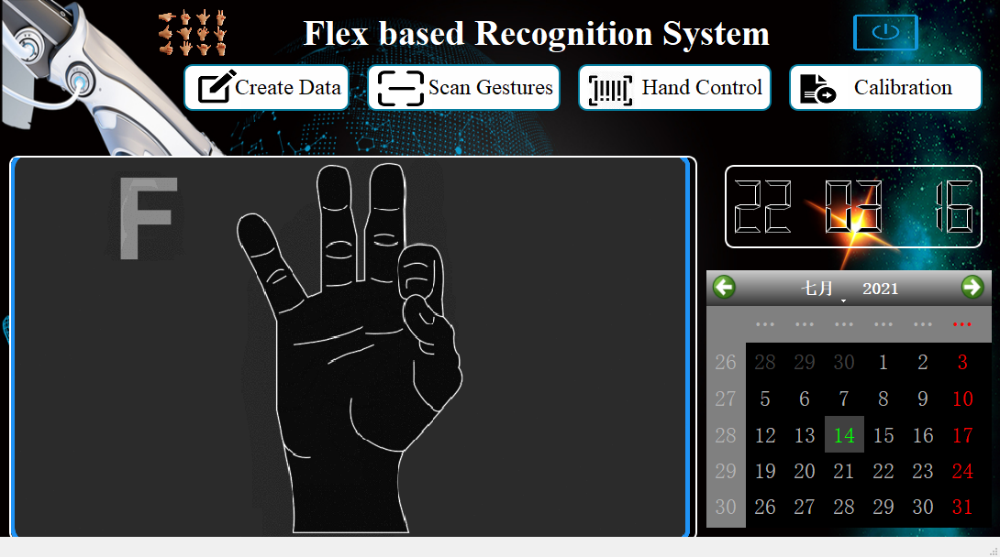 Flex based Recognition System
Create Data Scan Gestures Hand Control Calibration
F
22 03 16
七月 2021
... ... ... ... ... ...
26 28 29 30 1 2 3
27 5 6 7 8 9 10
28 12 13 14 15 16 17
29 19 20 21 22 23 24
30 26 27 28 29 30 31